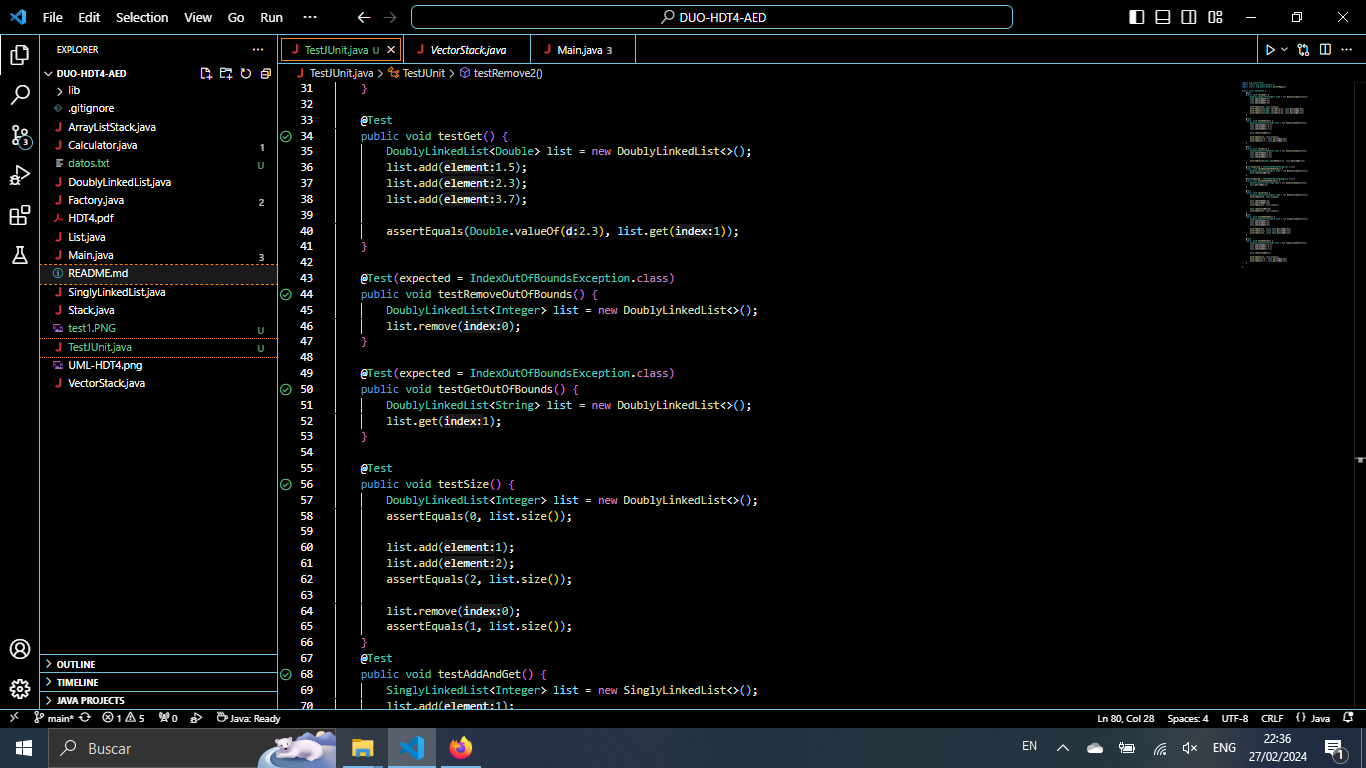 File Edit Selection View Go Run ··· DUO-HDT4-AED
EXPLORER
DUO-HDT4-AED
lib
.gitignore
ArrayListStack.java
Calculator.java 1
datos.txt U
DoublyLinkedList.java
Factory.java 2
HDT4.pdf
List.java
Main.java 3
README.md
SinglyLinkedList.java
Stack.java
test1.PNG U
TestJUnit.java U
UML-HDT4.png
VectorStack.java
OUTLINE
TIMELINE
JAVA PROJECTS
TestJUnit.java U VectorStack.java Main.java 3
TestJUnit.java > TestJUnit > testRemove2()
31 }
32
33 @Test
34 public void testGet() {
35 DoublyLinkedList<Double> list = new DoublyLinkedList<>();
36 list.add(element:1.5);
37 list.add(element:2.3);
38 list.add(element:3.7);
39
40 assertEquals(Double.valueOf(d:2.3), list.get(index:1));
41 }
42
43 @Test(expected = IndexOutOfBoundsException.class)
44 public void testRemoveOutOfBounds() {
45 DoublyLinkedList<Integer> list = new DoublyLinkedList<>();
46 list.remove(index:0);
47 }
48
49 @Test(expected = IndexOutOfBoundsException.class)
50 public void testGetOutOfBounds() {
51 DoublyLinkedList<String> list = new DoublyLinkedList<>();
52 list.get(index:1);
53 }
54
55 @Test
56 public void testSize() {
57 DoublyLinkedList<Integer> list = new DoublyLinkedList<>();
58 assertEquals(0, list.size());
59
60 list.add(element:1);
61 list.add(element:2);
62 assertEquals(2, list.size());
63
64 list.remove(index:0);
65 assertEquals(1, list.size());
66 }
67 @Test
68 public void testAddAndGet() {
69 SinglyLinkedList<Integer> list = new SinglyLinkedList<>();
70 list.add(element:1);
main* 1 5 0 Java: Ready Ln 80, Col 28 Spaces: 4 UTF-8 CRLF {} Java
Buscar EN ENG 22:36
27/02/2024 1